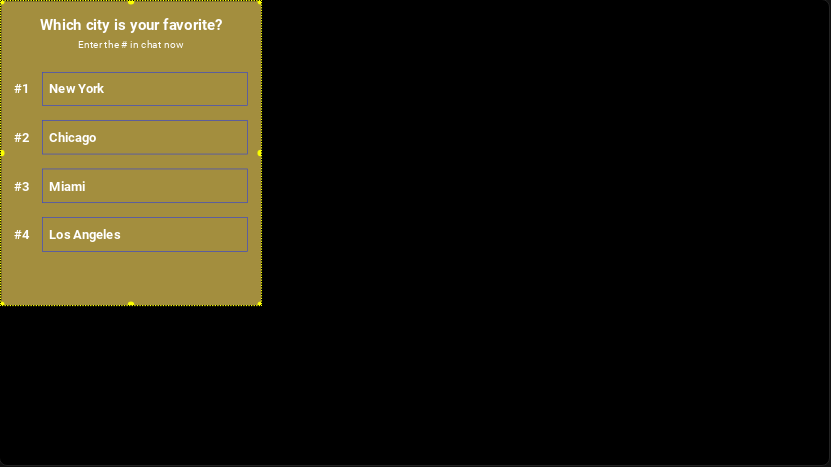 Which city is your favorite?
Enter the # in chat now
#1 New York
#2 Chicago
#3 Miami
#4 Los Angeles